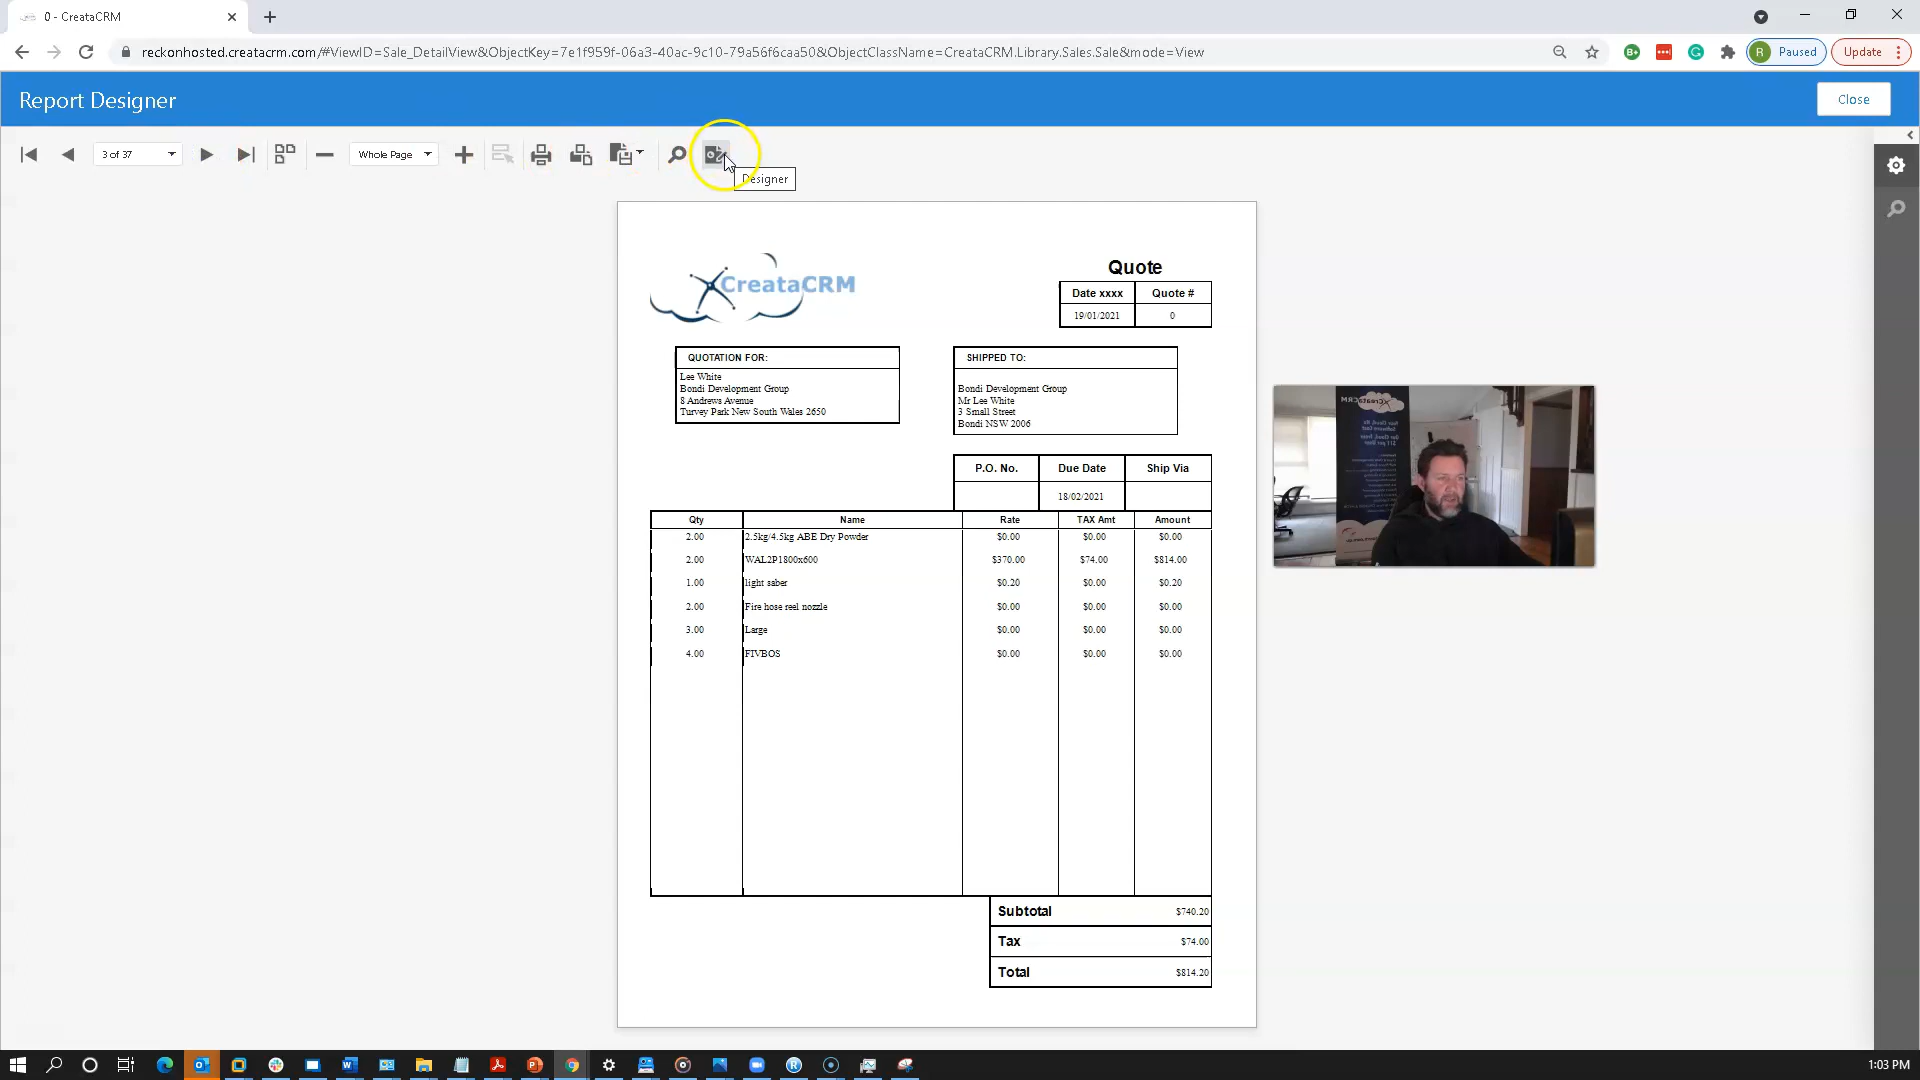 0 - CreataCRM
reckonhosted.creatacrm.com/#ViewID=Sale_DetailView&ObjectKey=7e1f959f-06a3-40ac-9c10-79a56f6caa50&ObjectClassName=CreataCRM.Library.Sales.Sale&mode=View
R Paused
Update
Report Designer
Close
3 of 37
Whole Page
Designer
CreataCRM
Quote
Date xxxx Quote #
19/01/2021 0
QUOTATION FOR:
Lee White
Bondi Development Group
8 Andrews Avenue
Turvey Park New South Wales 2650
SHIPPED TO:
Bondi Development Group
Mr Lee White
3 Small Street
Bondi NSW 2006
P.O. No. Due Date Ship Via
18/02/2021
Qty Name Rate TAX Amt Amount
2.00 2.5kg/4.5kg ABE Dry Powder $0.00 $0.00 $0.00
2.00 WAL2P1800x600 $370.00 $74.00 $814.00
1.00 light saber $0.20 $0.00 $0.20
2.00 Fire hose reel nozzle $0.00 $0.00 $0.00
3.00 Large $0.00 $0.00 $0.00
4.00 FIVBOS $0.00 $0.00 $0.00
Subtotal $740.20
Tax $74.00
Total $814.20
1:03 PM